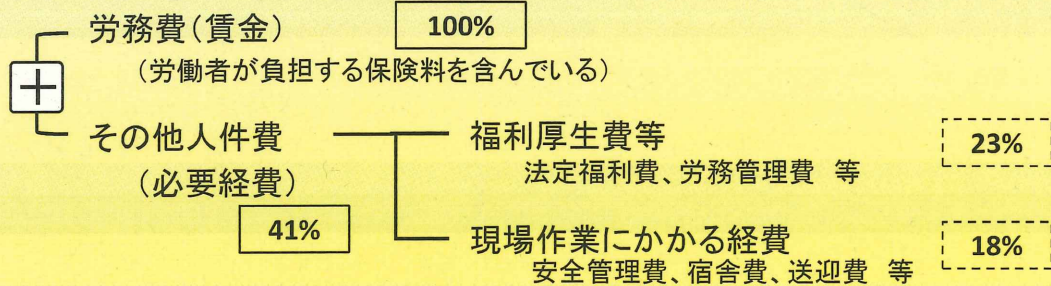 労務費(賃金) 100%
(労働者が負担する保険料を含んでいる)
+
その他人件費 福利厚生費等 23%
(必要経費) 法定福利費、労務管理費 等
41%
現場作業にかかる経費 18%
安全管理費、宿舎費、送迎費 等